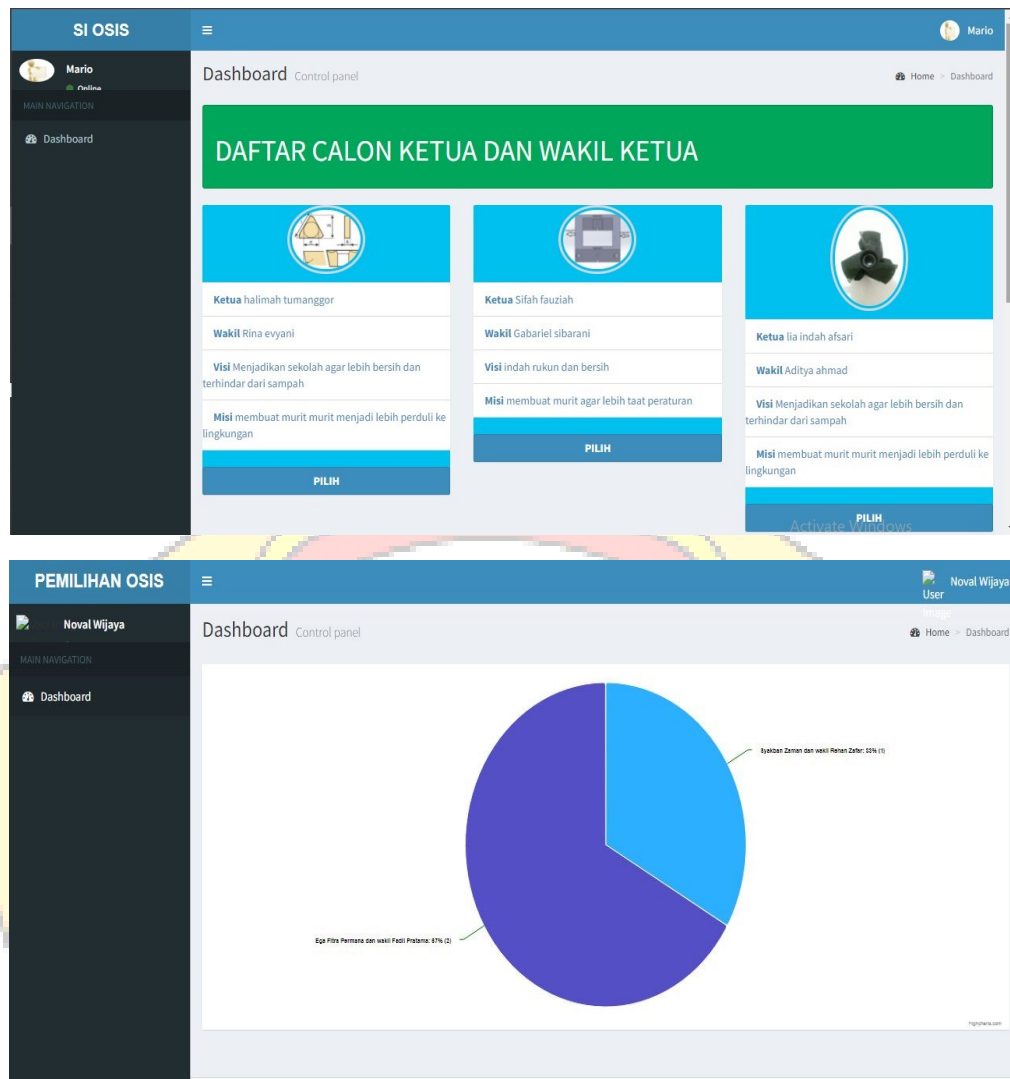 SI OSIS
Mario
Mario
Online
Dashboard Control panel
Home > Dashboard
MAIN NAVIGATION
Dashboard
DAFTAR CALON KETUA DAN WAKIL KETUA
Ketua halimah tumanggor
Wakil Rina evyani
Visi Menjadikan sekolah agar lebih bersih dan
terhindar dari sampah
Misi membuat murit murit menjadi lebih perduli ke
lingkungan
PILIH
Ketua Sifah fauziah
Wakil Gabariel sibarani
Visi indah rukun dan bersih
Misi membuat murit agar lebih taat peraturan
PILIH
Ketua lia indah afsari
Wakil Aditya ahmad
Visi Menjadikan sekolah agar lebih bersih dan
terhindar dari sampah
Misi membuat murit murit menjadi lebih perduli ke
lingkungan
PILIH
Activate Windows
PEMILIHAN OSIS
User
Image
Noval Wijaya
Noval Wijaya
Dashboard Control panel
Home > Dashboard
MAIN NAVIGATION
Dashboard
Syakban Zaman dan wakil Rehan Zafar: 33% (1)
Ega Fitra Permana dan wakil Fadli Pratama: 67% (2)
Highcharts.com